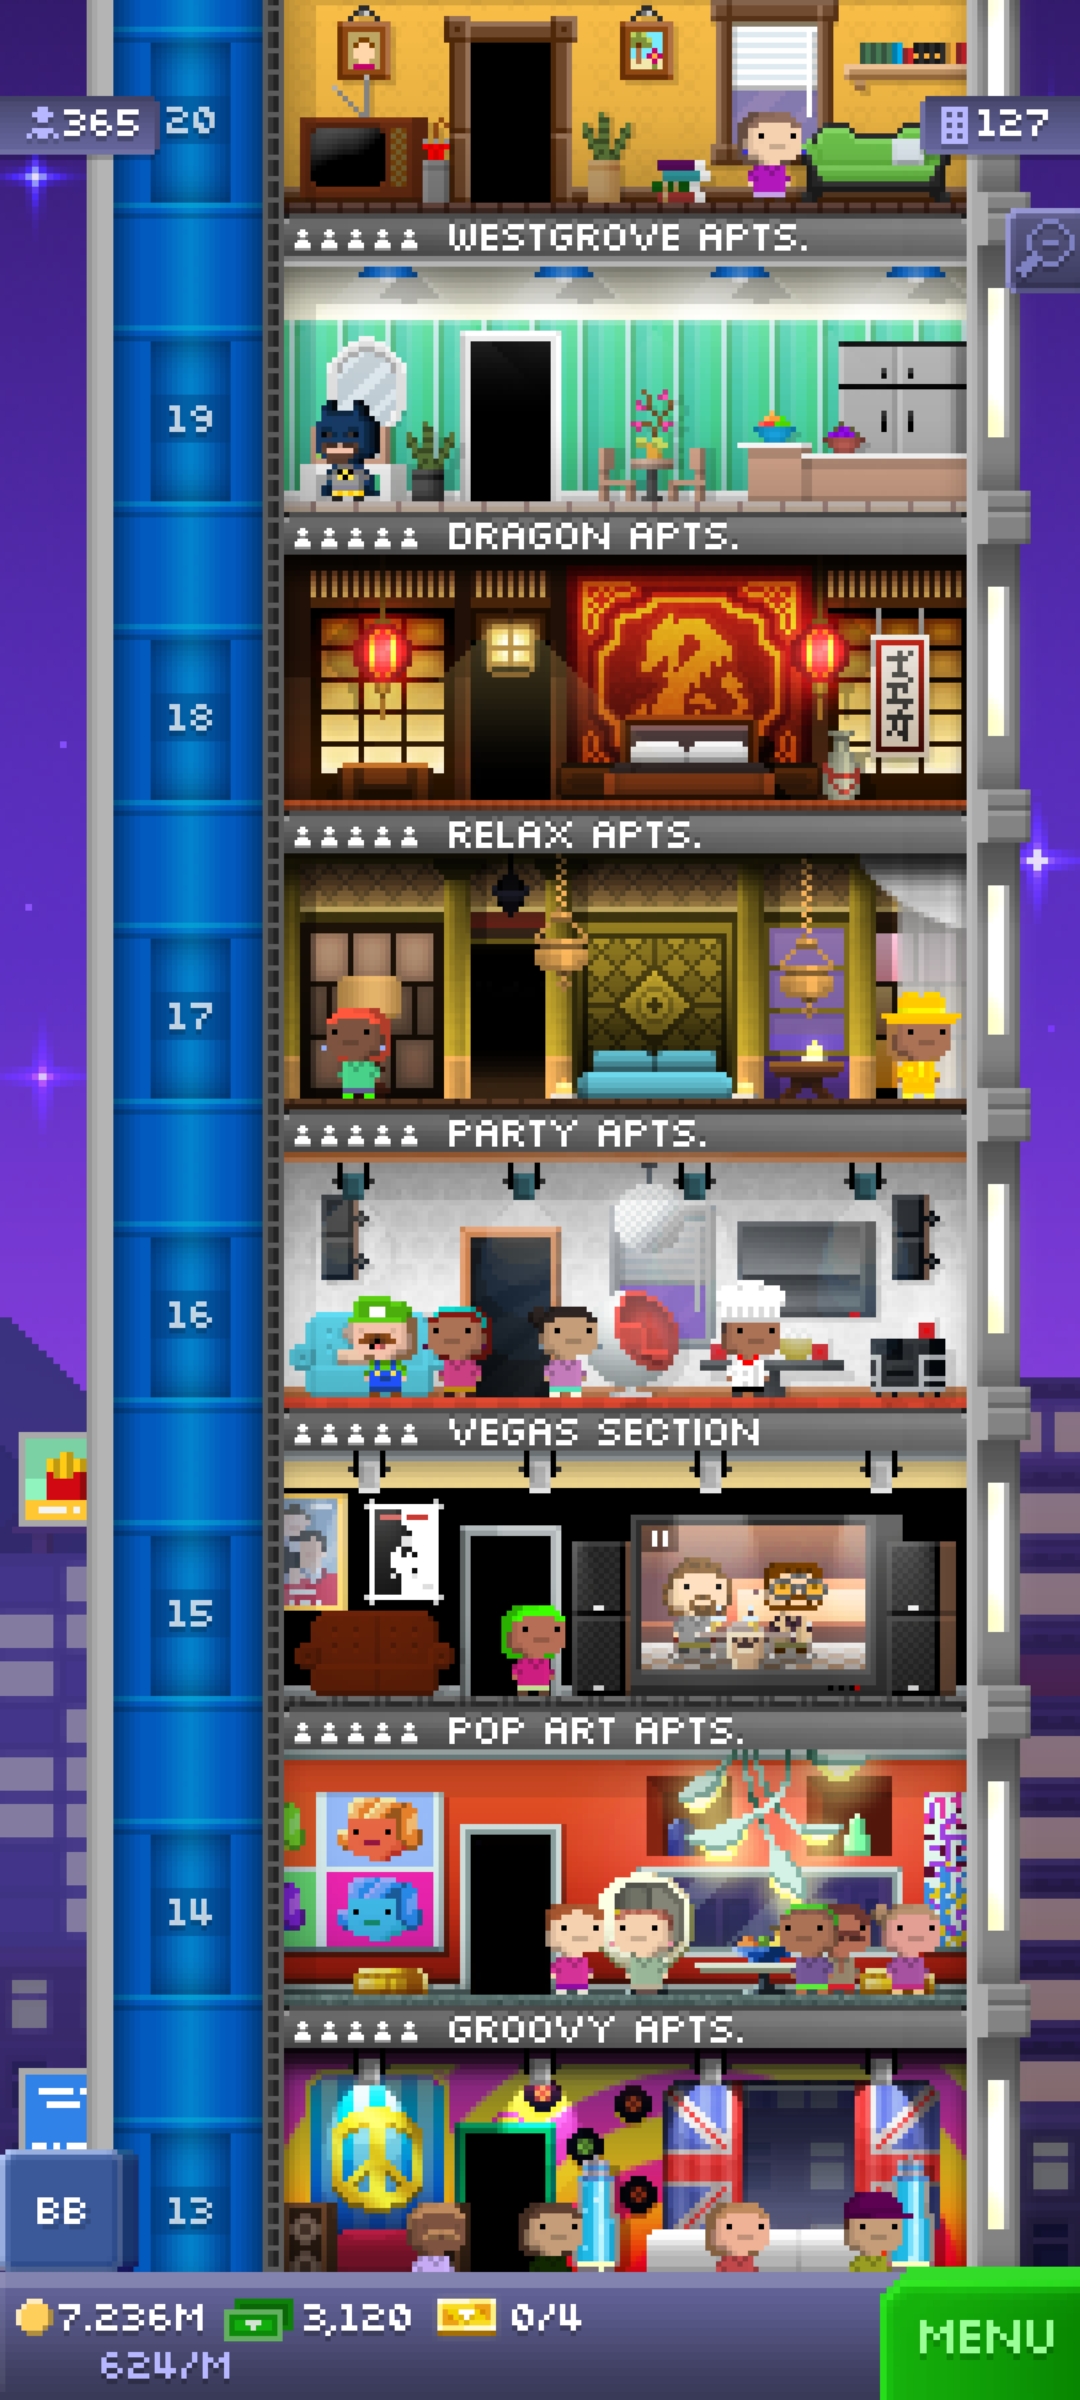 365
20
127
WESTGROVE APTS.
19
DRAGON APTS.
18
RELAX APTS.
17
PARTY APTS.
16
VEGAS SECTION
15
POP ART APTS.
14
GROOVY APTS.
13
BB
7.236M 3,120 0/4
624/M
MENU